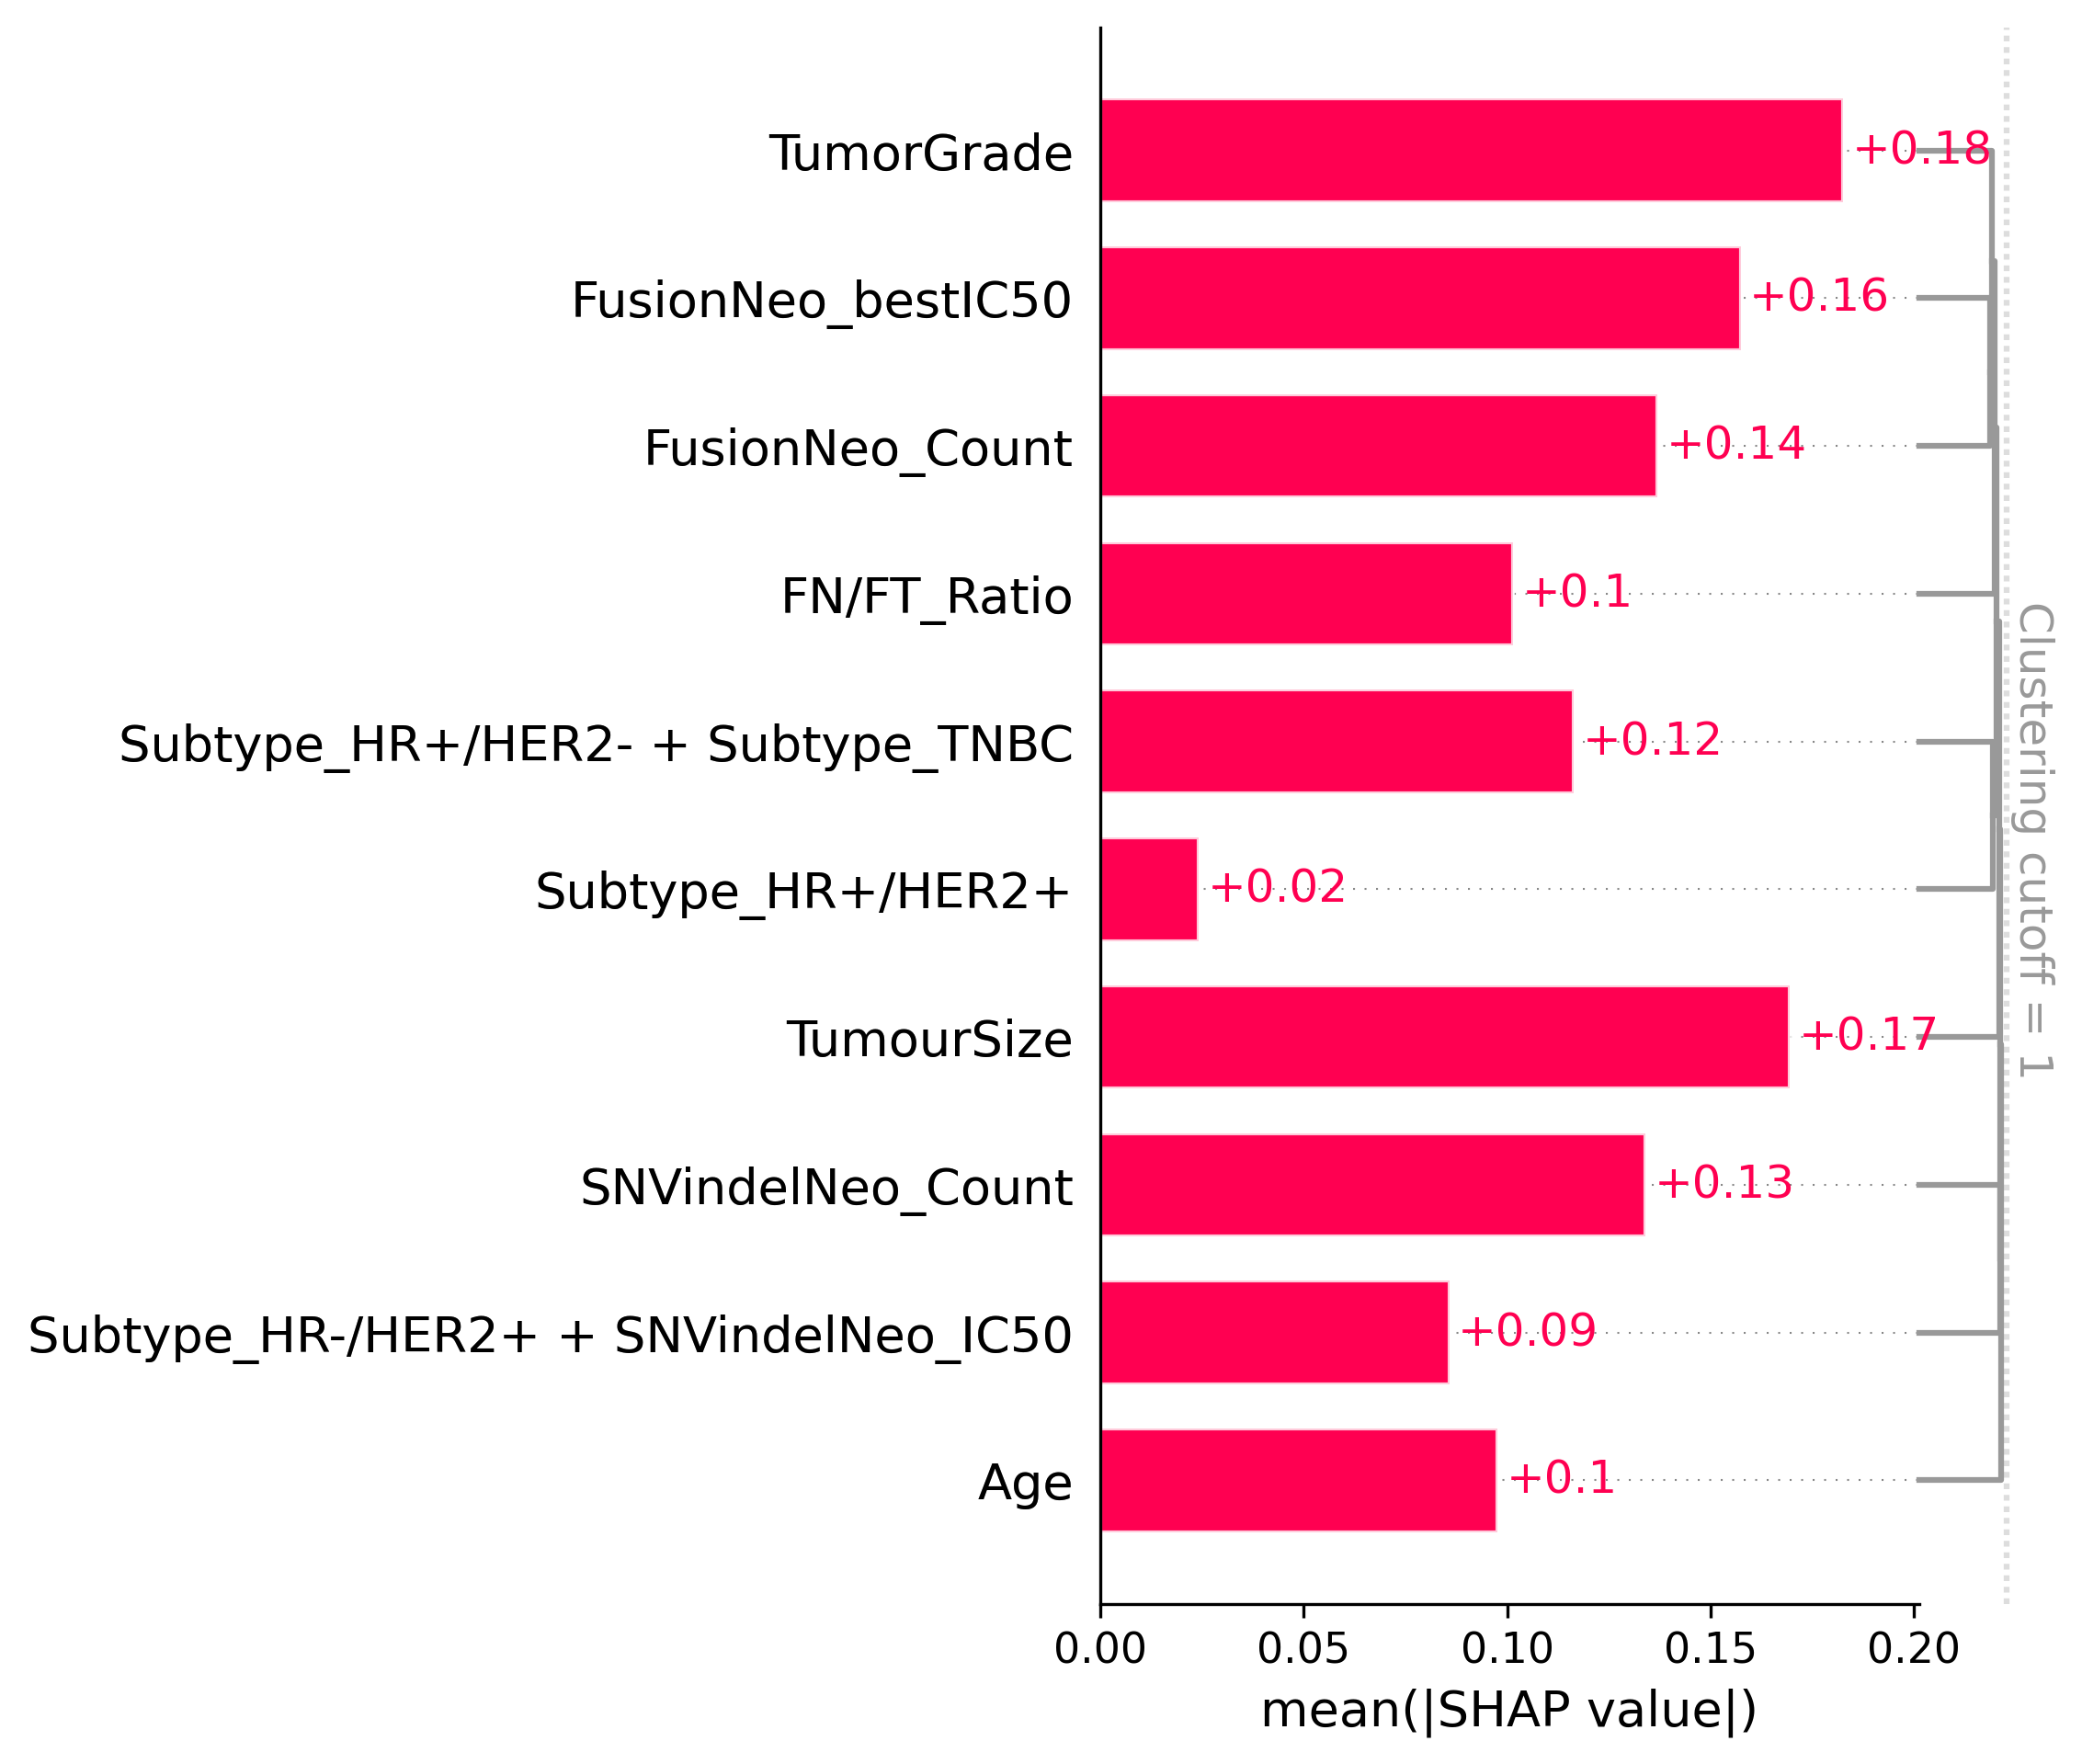 TumorGrade +0.18
FusionNeo_bestIC50 +0.16
FusionNeo_Count +0.14
FN/FT_Ratio +0.1
Subtype_HR+/HER2- + Subtype_TNBC +0.12
Subtype_HR+/HER2+ +0.02
TumourSize +0.17
SNVindelNeo_Count +0.13
Subtype_HR-/HER2+ + SNVindelNeo_IC50 +0.09
Age +0.1
Clustering cutoff = 1
0.00 0.05 0.10 0.15 0.20
mean(|SHAP value|)